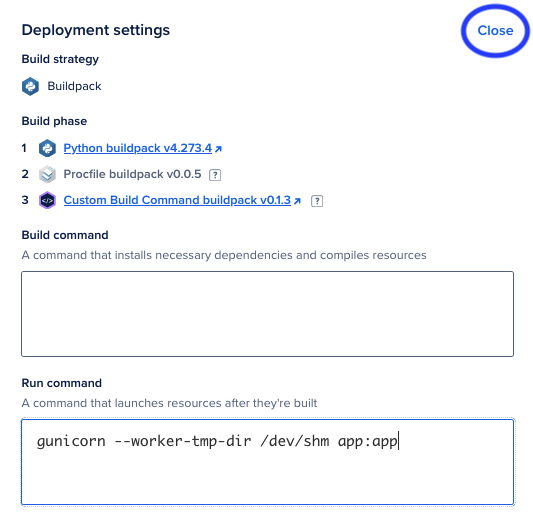 Deployment settings
Close
Build strategy
Buildpack
Build phase
1 Python buildpack v4.273.4
2 Procfile buildpack v0.0.5 ?
3 </> Custom Build Command buildpack v0.1.3 ?
Build command
A command that installs necessary dependencies and compiles resources
Run command
A command that launches resources after they're built
gunicorn --worker-tmp-dir /dev/shm app:app